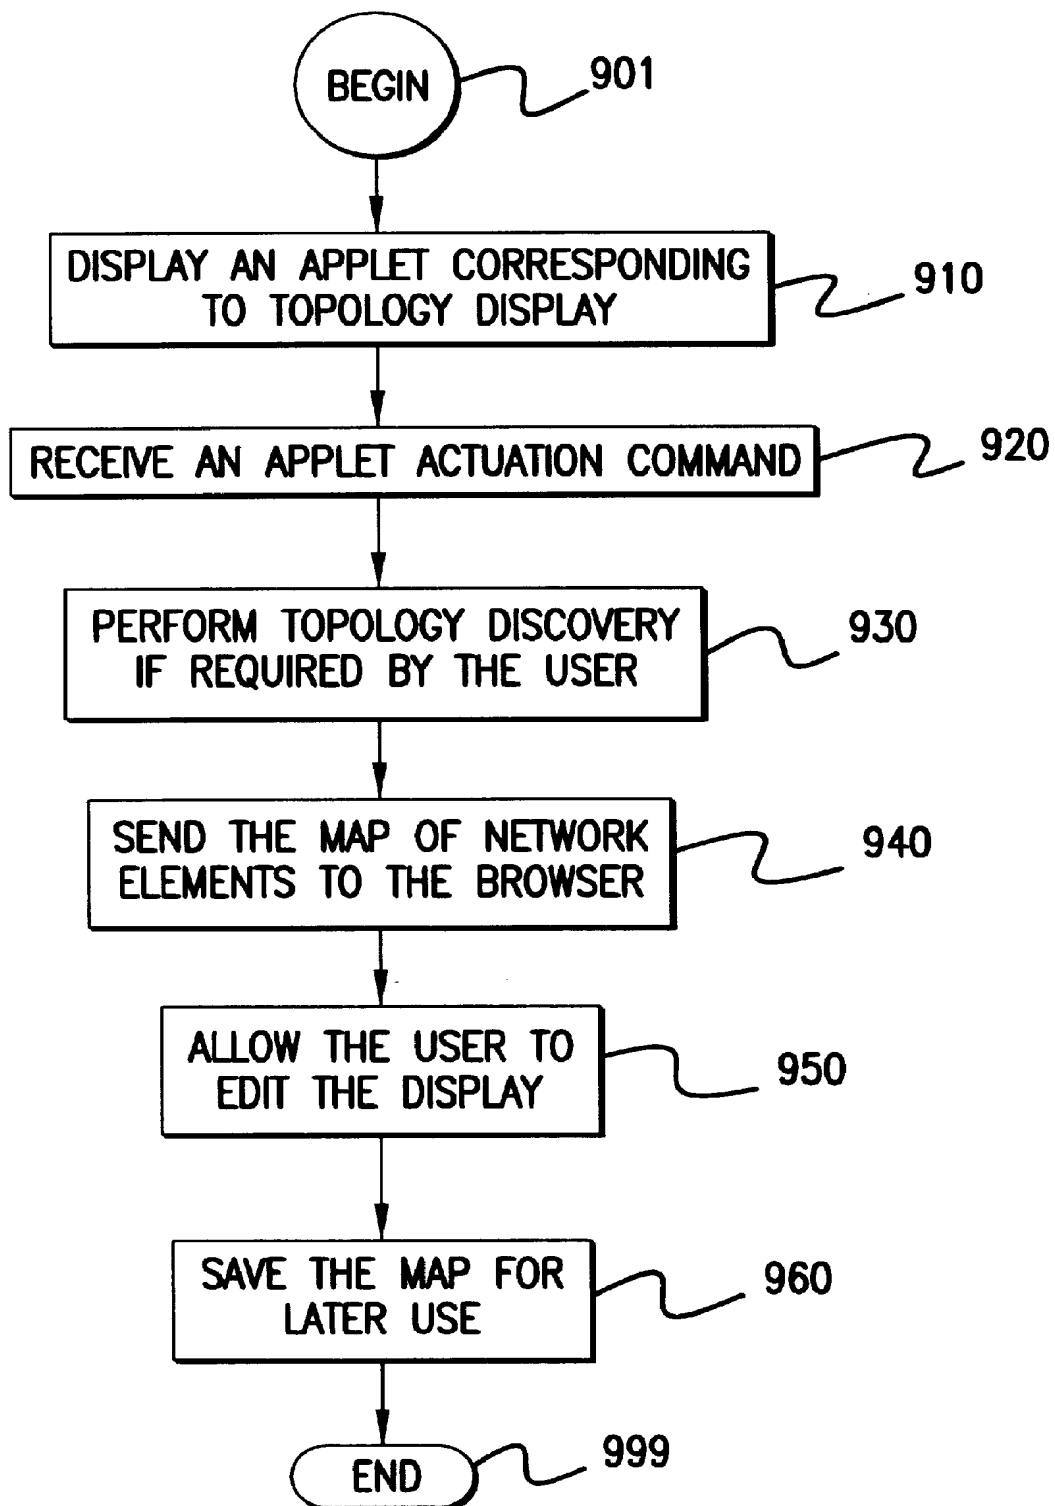 BEGIN
901
DISPLAY AN APPLET CORRESPONDING
TO TOPOLOGY DISPLAY
910
RECEIVE AN APPLET ACTUATION COMMAND
920
PERFORM TOPOLOGY DISCOVERY
IF REQUIRED BY THE USER
930
SEND THE MAP OF NETWORK
ELEMENTS TO THE BROWSER
940
ALLOW THE USER TO
EDIT THE DISPLAY
950
SAVE THE MAP FOR
LATER USE
960
END
999